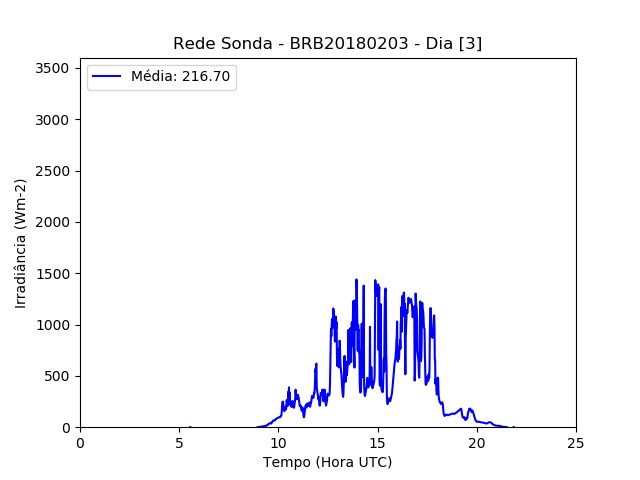 Rede Sonda - BRB20180203 - Dia [3]
Média: 216.70
3500
3000
2500
2000
1500
1000
500
0
Irradiância (Wm-2)
0 5 10 15 20 25
Tempo (Hora UTC)